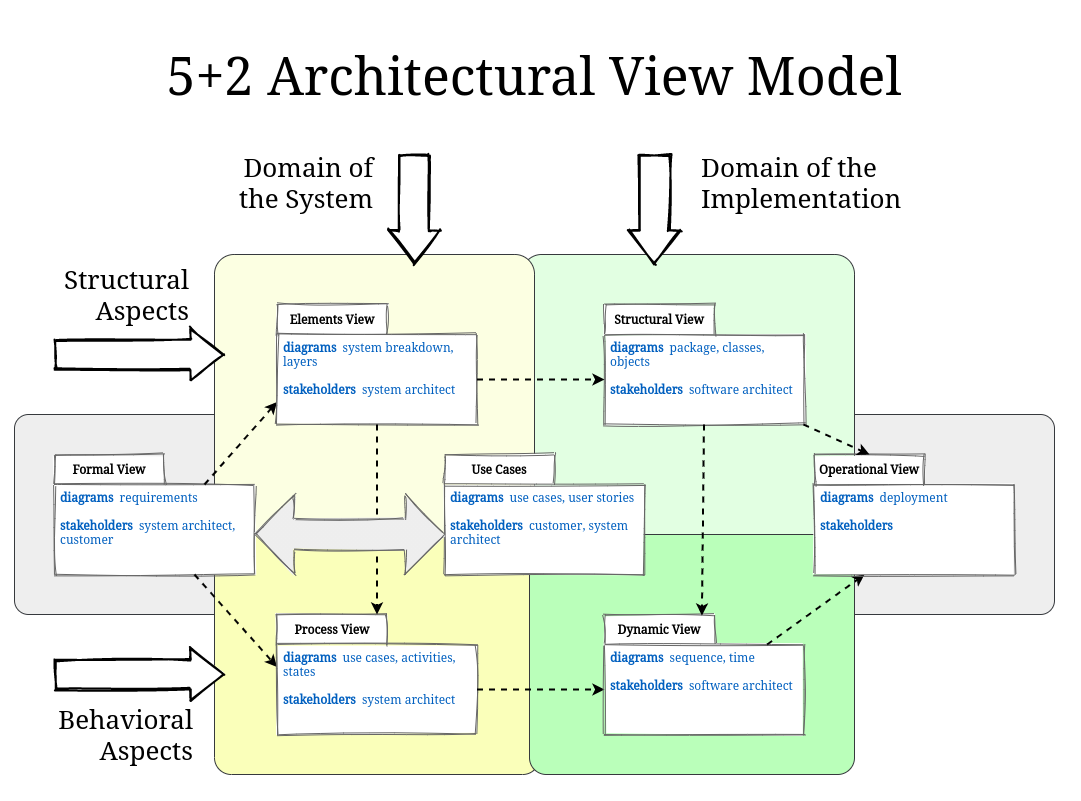 5+2 Architectural View Model
Domain of
the System
Domain of the
Implementation
Structural
Aspects
Elements View
diagrams system breakdown,
layers
stakeholders system architect
Structural View
diagrams package, classes,
objects
stakeholders software architect
Formal View
diagrams requirements
stakeholders system architect,
customer
Use Cases
diagrams use cases, user stories
stakeholders customer, system
architect
Operational View
diagrams deployment
stakeholders
Process View
diagrams use cases, activities,
states
stakeholders system architect
Dynamic View
diagrams sequence, time
stakeholders software architect
Behavioral
Aspects